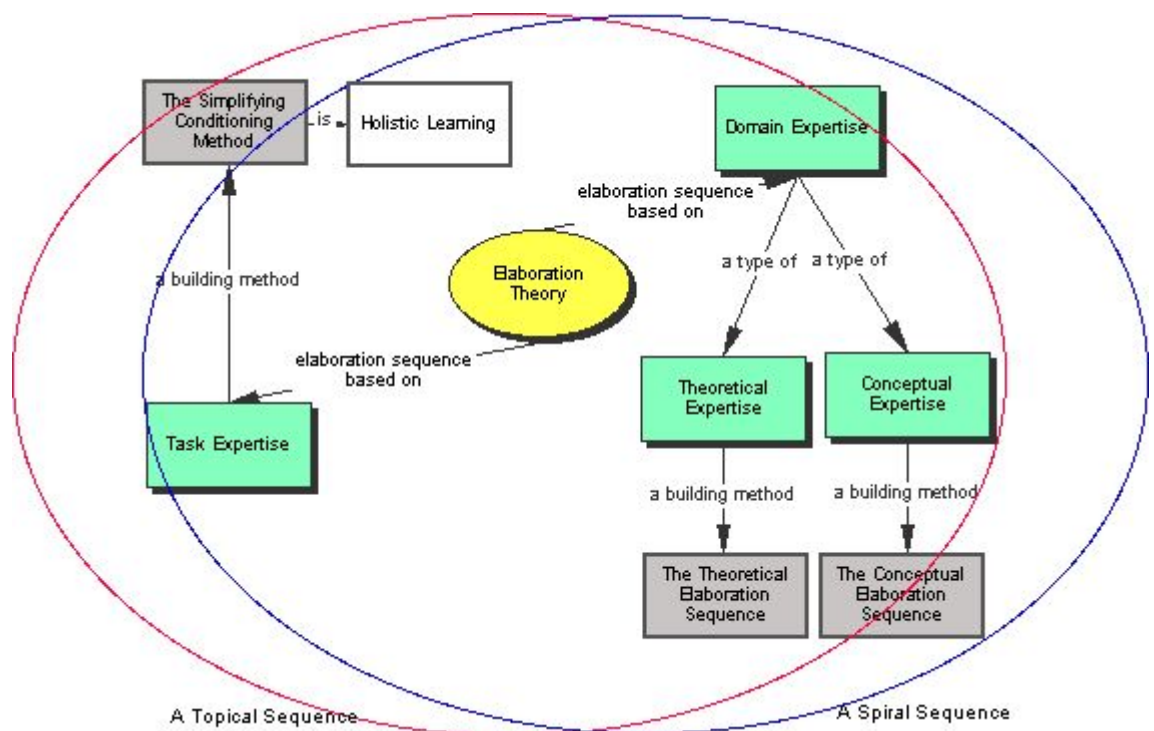 The Simplifying
Conditioning
Method
is
Holistic Learning
Domain Expertise
elaboration sequence
based on
Elaboration
Theory
a type of
a type of
a building method
elaboration sequence
based on
Task Expertise
Theoretical
Expertise
Conceptual
Expertise
a building method
a building method
The Theoretical
Elaboration
Sequence
The Conceptual
Elaboration
Sequence
A Topical Sequence
A Spiral Sequence